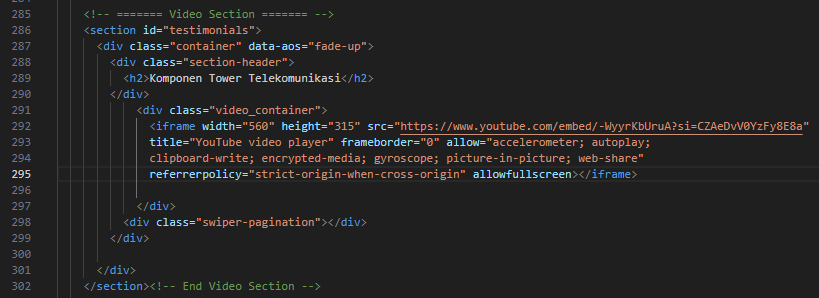 285 <!-- ======= Video Section ======= -->
286 <section id="testimonials">
287 <div class="container" data-aos="fade-up">
288 <div class="section-header">
289 <h2>Komponen Tower Telekomunikasi</h2>
290 </div>
291 <div class="video_container">
292 <iframe width="560" height="315" src="https://www.youtube.com/embed/-WyyrKbUruA?si=CZAeDvV0YzFy8E8a"
293 title="YouTube video player" frameborder="0" allow="accelerometer; autoplay;
294 clipboard-write; encrypted-media; gyroscope; picture-in-picture; web-share"
295 referrerpolicy="strict-origin-when-cross-origin" allowfullscreen></iframe>
296
297 </div>
298 <div class="swiper-pagination"></div>
299 </div>
300
301 </div>
302 </section><!-- End Video Section -->